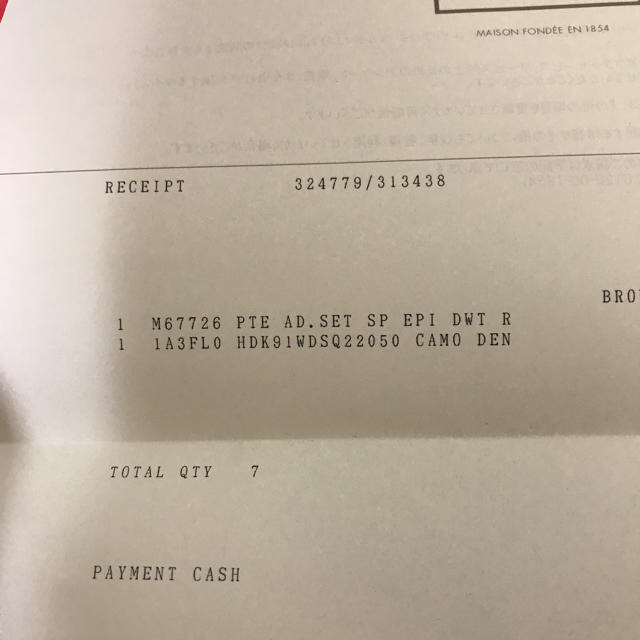 MAISON FONDÉE EN 1854
RECEIPT 324779/313438
BRO
1 M67726 PTE AD.SET SP EPI DWT R
1 1A3FL0 HDK91WDSQ22050 CAMO DEN
TOTAL QTY 7
PAYMENT CASH